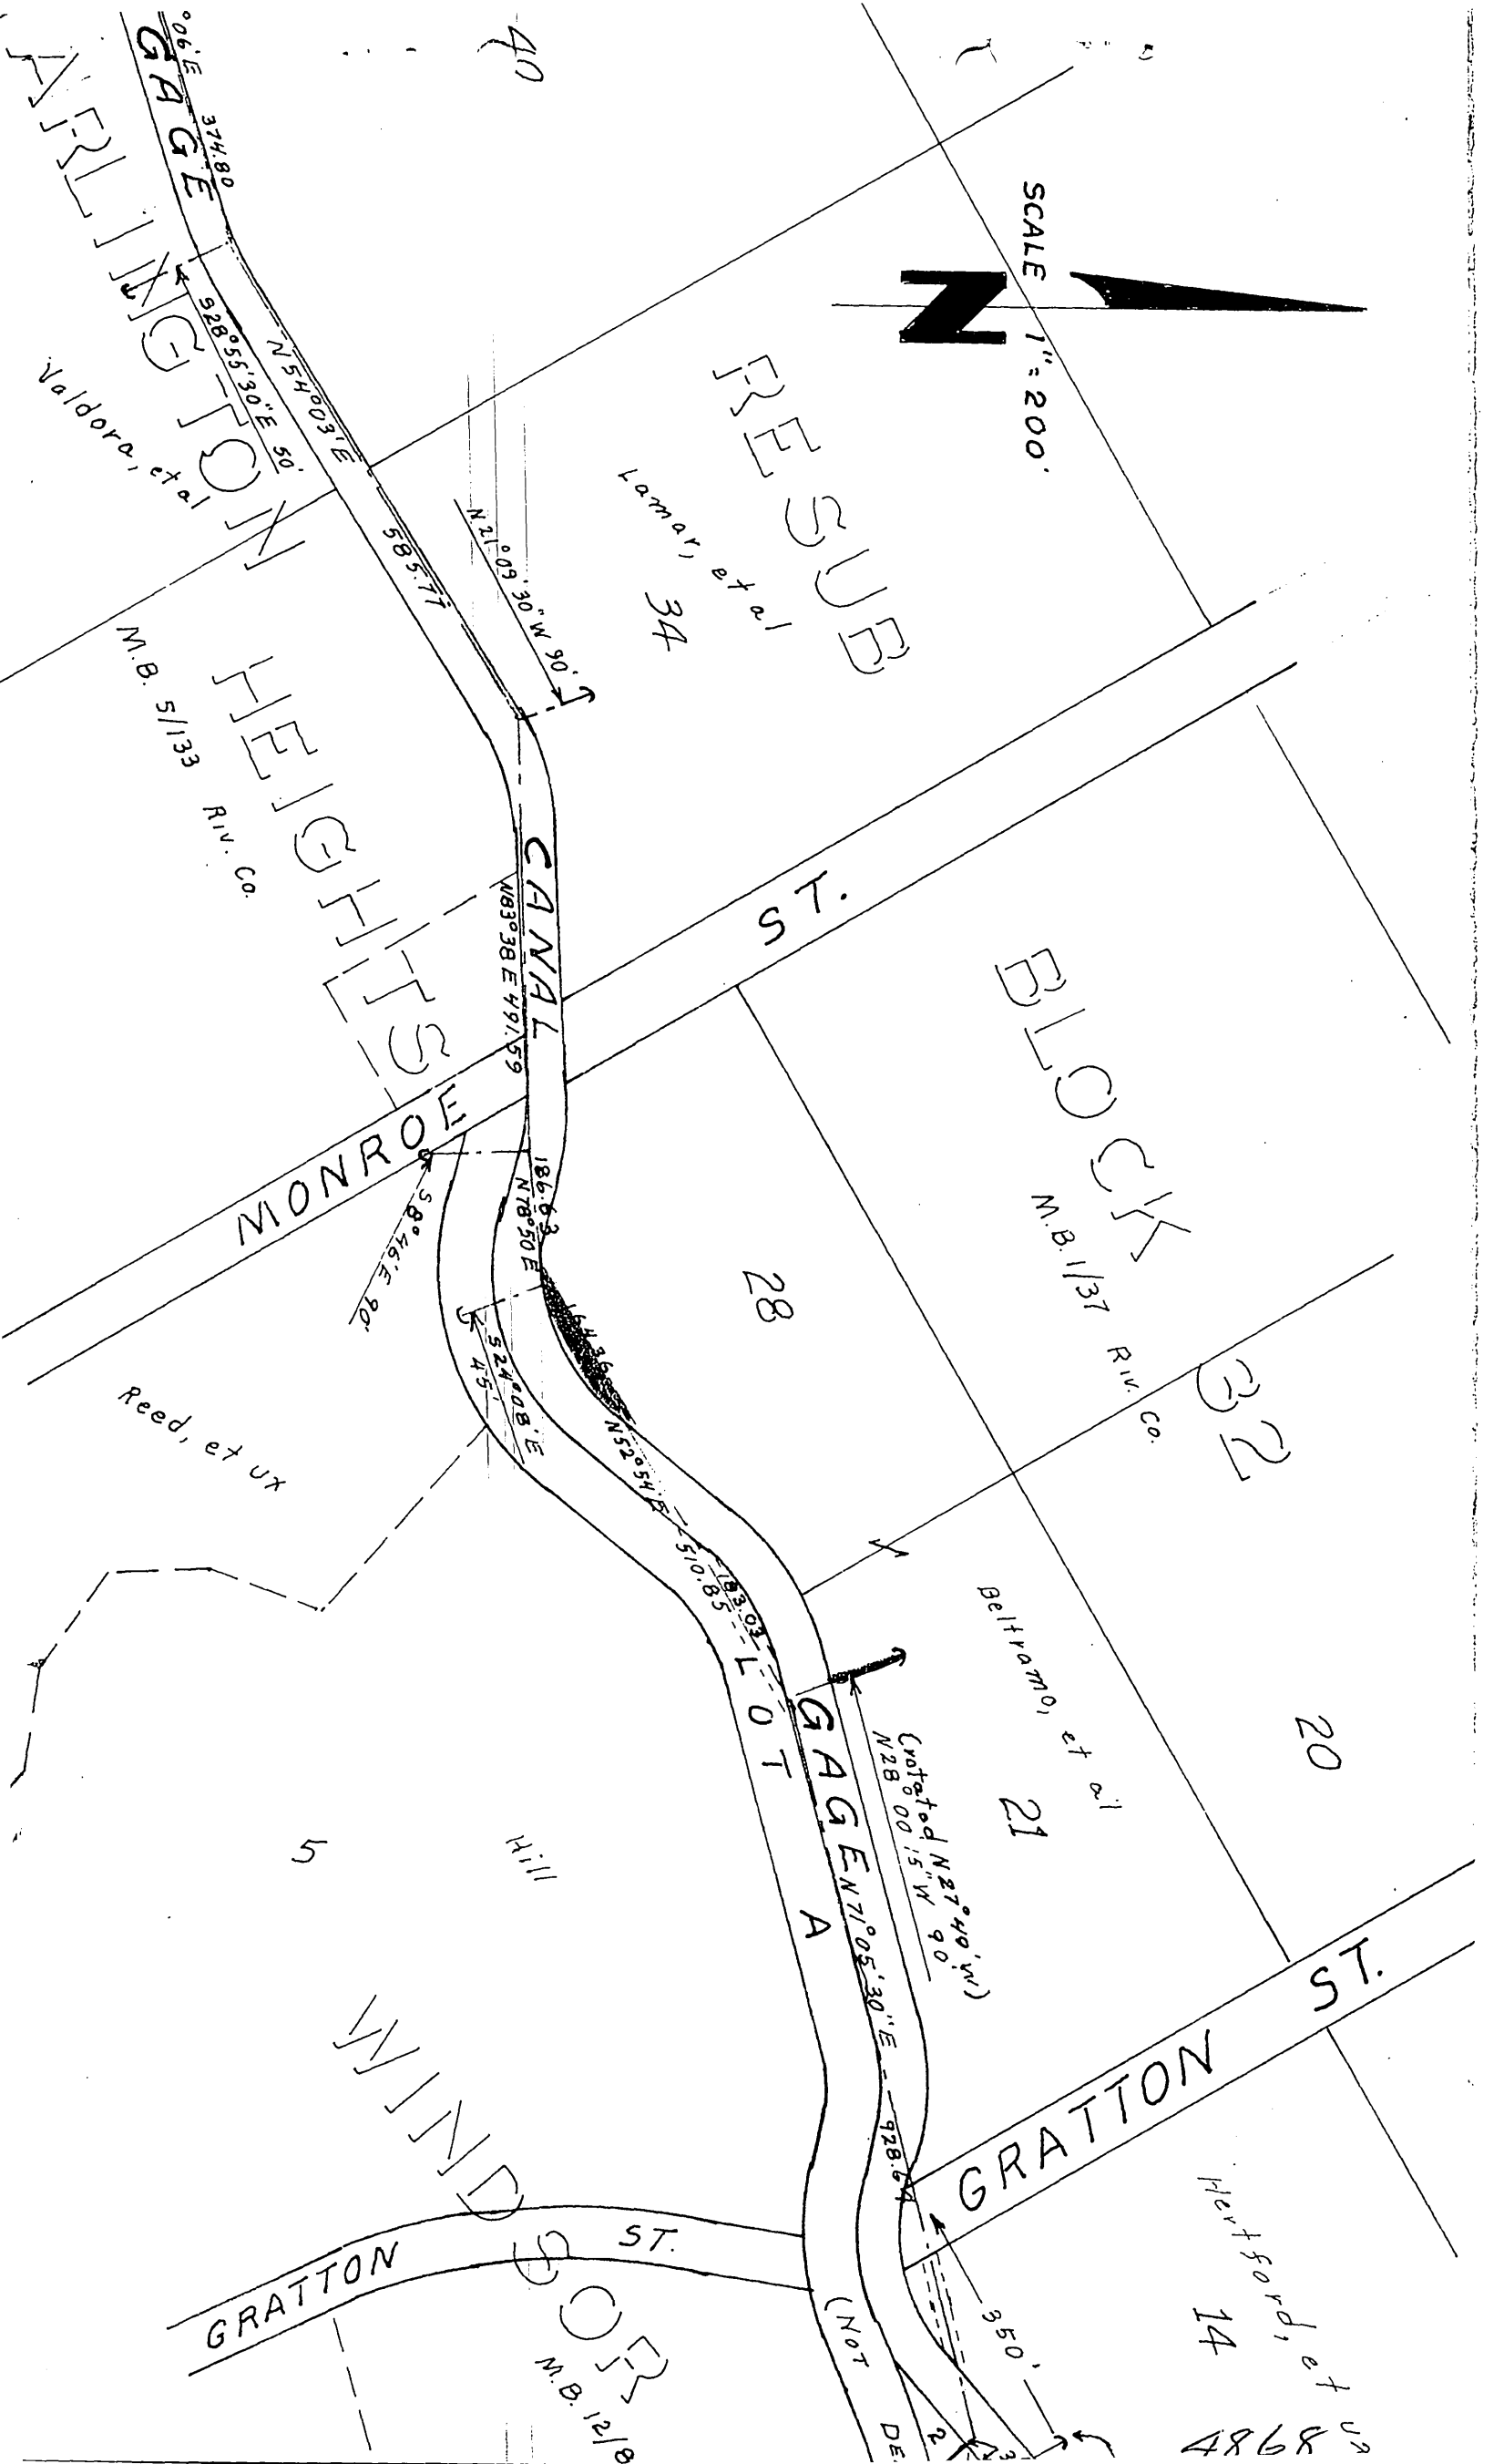 SCALE 1"=200'
N
40
RESUB
Lamar, et al
34
BLOCK
32
M.B. 1/37 RIV. CO.
28
20
Beltramo, et al
21
Hertford, et ux
14
4868
MONROE ST.
GRATTON ST.
GAGE CANAL
°06'E 374.80
N54°03'E 585.77
S28°55'30"E 50'
N21°09'30"W 90'
N83°38'E 491.59
186.63
N78°50'E
S8°46'E 90'
S24°08'E
45'
N52°54'E 510.85
183.03
(rotated N27°40'W)
N28°00'15"W 90'
GAGE N71°05'30"E 928.64
350'
LOT A
(NOT
DE
2
3
ARLINGTON HEIGHTS
Valdora, et al
M.B. 5/133 RIV. CO.
Reed, et ux
5
Hill
WINDSOR
M.B. 12/8
GRATTON ST.